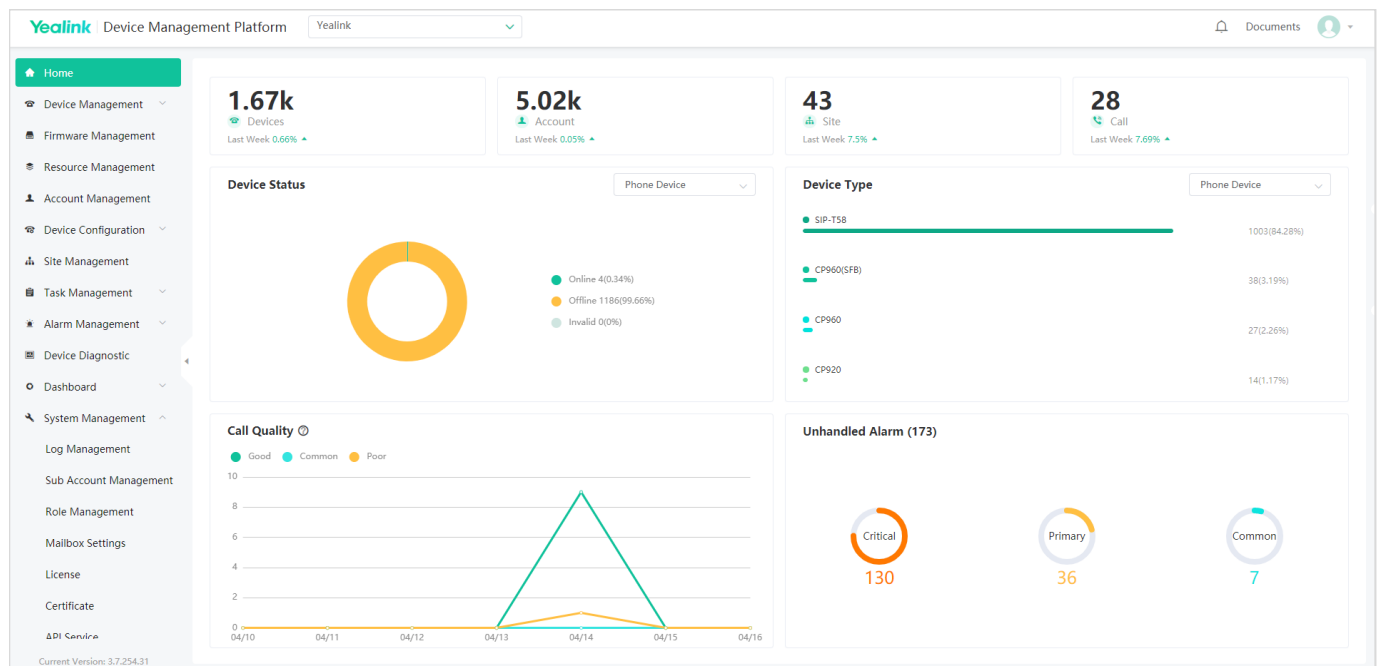 Yealink Device Management Platform Yealink Documents
Home
Device Management
Firmware Management
Resource Management
Account Management
Device Configuration
Site Management
Task Management
Alarm Management
Device Diagnostic
Dashboard
System Management
Log Management
Sub Account Management
Role Management
Mailbox Settings
License
Certificate
API Service
Current Version: 3.7.254.31
1.67k
Devices
Last Week 0.66%
5.02k
Account
Last Week 0.05%
43
Site
Last Week 7.5%
28
Call
Last Week 7.69%
Device Status Phone Device
Online 4(0.34%)
Offline 1186(99.66%)
Invalid 0(0%)
Device Type Phone Device
SIP-T58
1003(84.28%)
CP960(SFB)
38(3.19%)
CP960
27(2.26%)
CP920
14(1.17%)
Call Quality ?
Good Common Poor
10
8
6
4
2
0
04/10 04/11 04/12 04/13 04/14 04/15 04/16
Unhandled Alarm (173)
Critical Primary Common
130 36 7